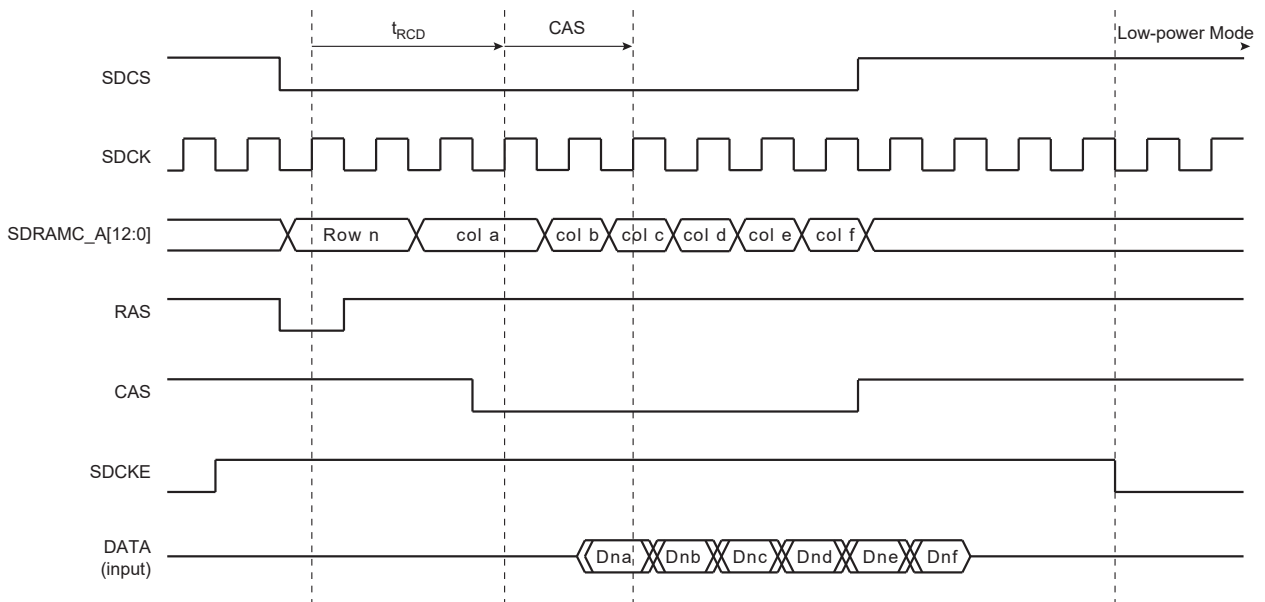 t_RCD
CAS
Low-power Mode
SDCS
SDCK
SDRAMC_A[12:0]
Row n
col a
col b
col c
col d
col e
col f
RAS
CAS
SDCKE
DATA
(input)
Dna
Dnb
Dnc
Dnd
Dne
Dnf